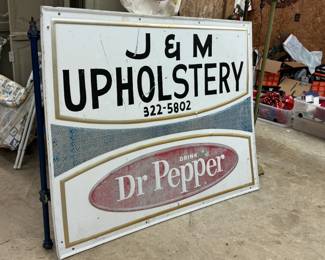 J & M
UPHOLSTERY
322-5802
DRINK
Dr Pepper